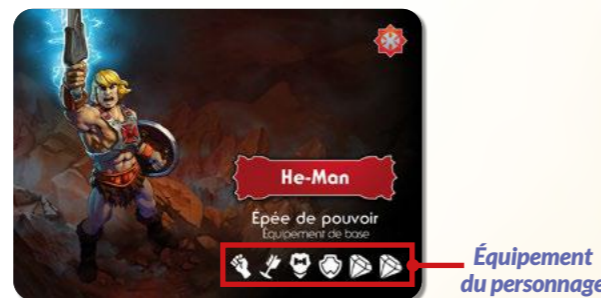 He-Man
Épée de pouvoir
Équipement de base
Équipement
du personnage